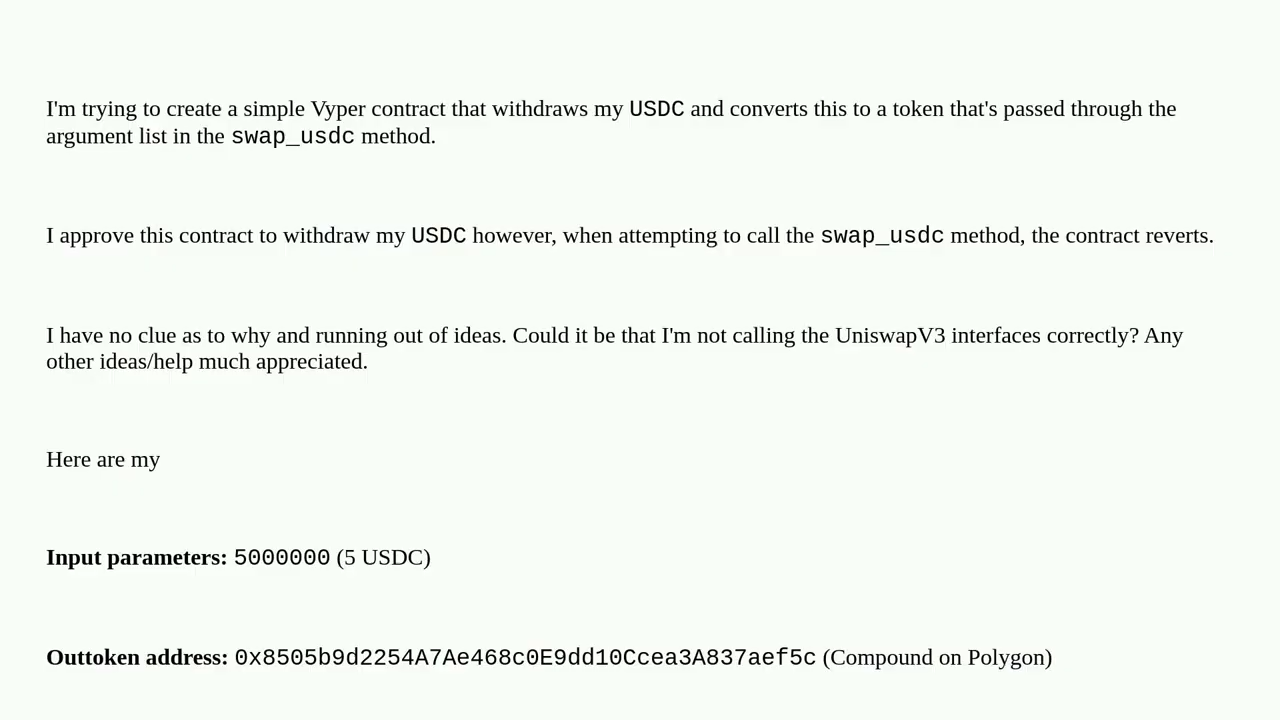 I'm trying to create a simple Vyper contract that withdraws my USDC and converts this to a token that's passed through the
argument list in the swap_usdc method.
I approve this contract to withdraw my USDC however, when attempting to call the swap_usdc method, the contract reverts.
I have no clue as to why and running out of ideas. Could it be that I'm not calling the UniswapV3 interfaces correctly? Any
other ideas/help much appreciated.
Here are my
Input parameters: 5000000 (5 USDC)
Outtoken address: 0x8505b9d2254A7Ae468c0E9dd10Ccea3A837aef5c (Compound on Polygon)